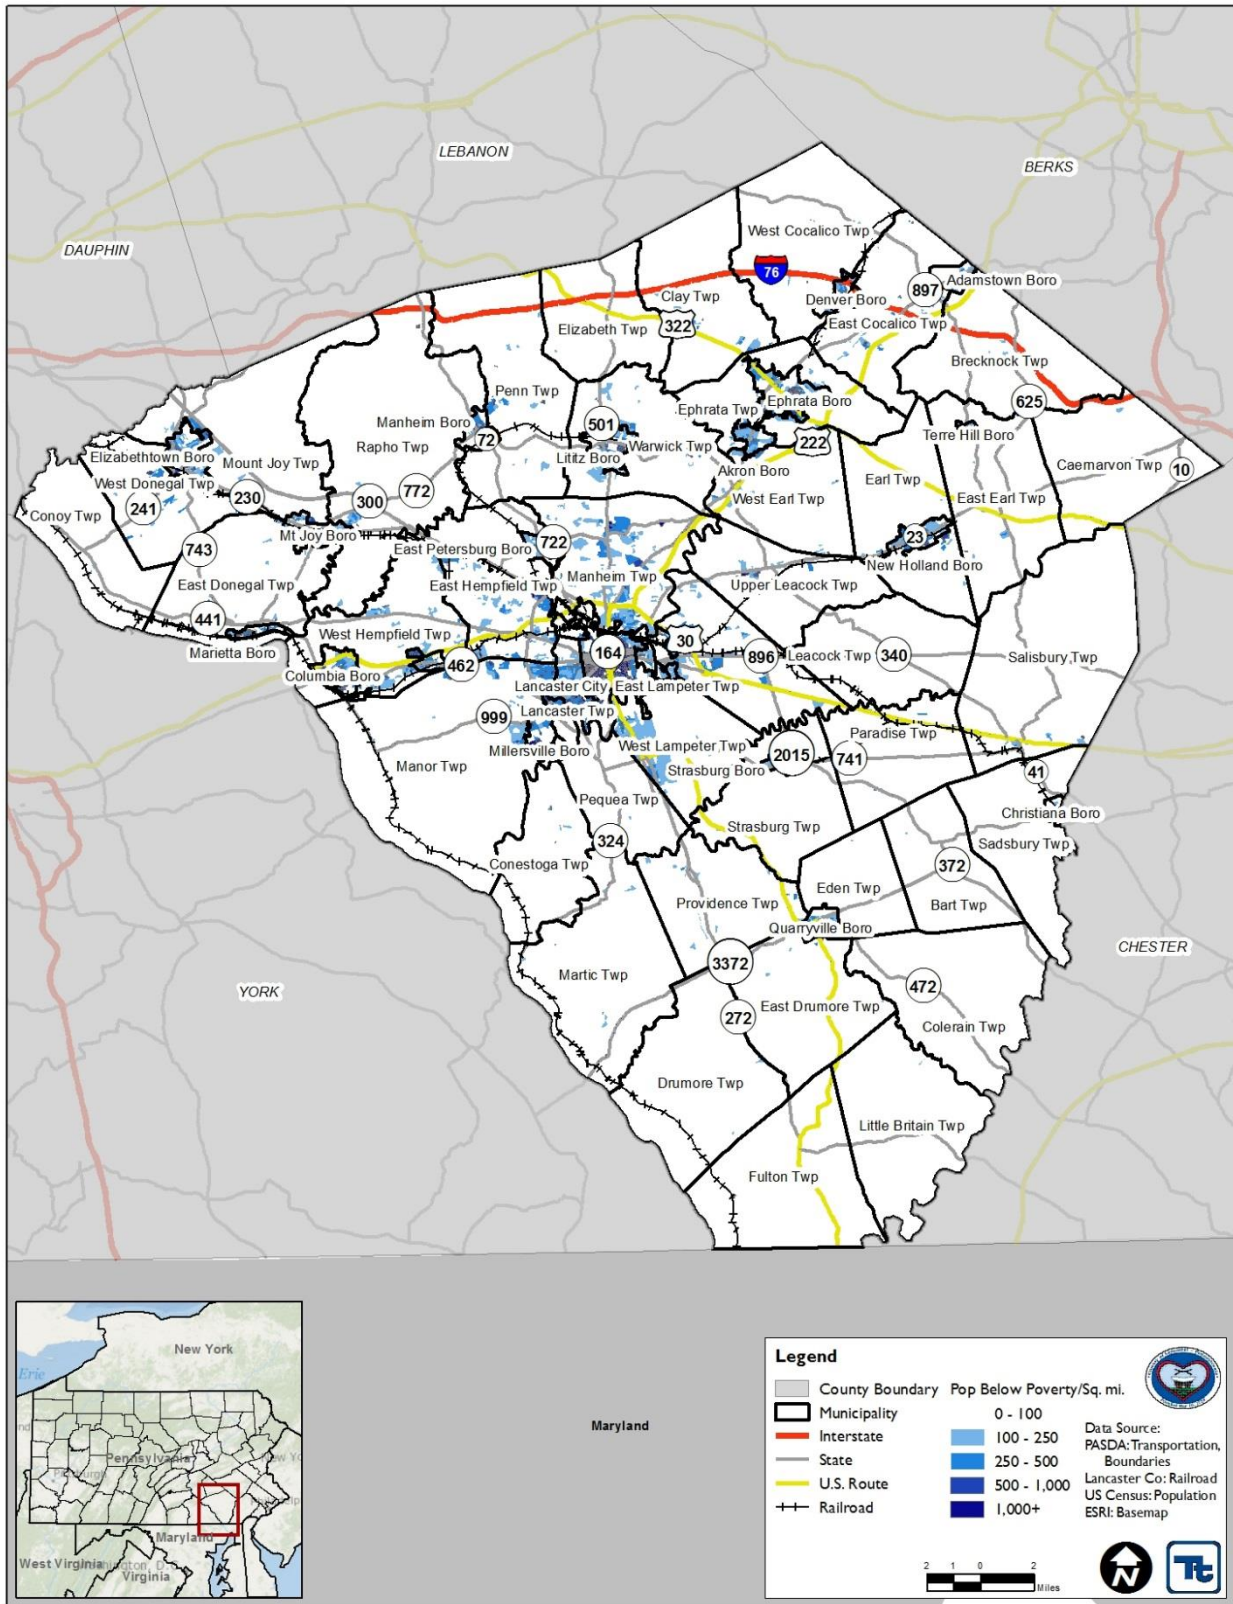 LEBANON
BERKS
DAUPHIN
West Cocalico Twp
76
Adamstown Boro
897
Denver Boro
Clay Twp
322
East Cocalico Twp
Elizabeth Twp
Brecknock Twp
Penn Twp
Ephrata Twp
Ephrata Boro
625
Manheim Boro
501
Terre Hill Boro
72
Rapho Twp
Warwick Twp
222
Elizabethtown Boro
Mount Joy Twp
Lititz Boro
Akron Boro
Caernarvon Twp
10
West Donegal Twp
Earl Twp
772
West Earl Twp
East Earl Twp
230
300
241
Conoy Twp
Mt Joy Boro
23
743
East Petersburg Boro
722
New Holland Boro
East Donegal Twp
East Hempfield Twp
Manheim Twp
Upper Leacock Twp
441
West Hempfield Twp
30
Marietta Boro
164
896
Leacock Twp
340
Salisbury Twp
462
Columbia Boro
Lancaster City
East Lampeter Twp
Lancaster Twp
999
Paradise Twp
Millersville Boro
West Lampeter Twp
2015
741
Manor Twp
Strasburg Boro
41
Pequea Twp
Christiana Boro
Strasburg Twp
324
Sadsbury Twp
Conestoga Twp
372
Eden Twp
Providence Twp
Bart Twp
Quarryville Boro
CHESTER
3372
Martic Twp
YORK
472
East Drumore Twp
272
Colerain Twp
Drumore Twp
Little Britain Twp
Fulton Twp
Maryland
New York
Erie
Pennsylvania
Pittsburgh
Maryland
West Virginia
Virginia
Legend
County Boundary
Municipality
Interstate
State
U.S. Route
Railroad
Pop Below Poverty/Sq. mi.
0 - 100
100 - 250
250 - 500
500 - 1,000
1,000+
Data Source:
PASDA: Transportation,
Boundaries
Lancaster Co: Railroad
US Census: Population
ESRI: Basemap
2 1 0 2
Miles
N
Tt